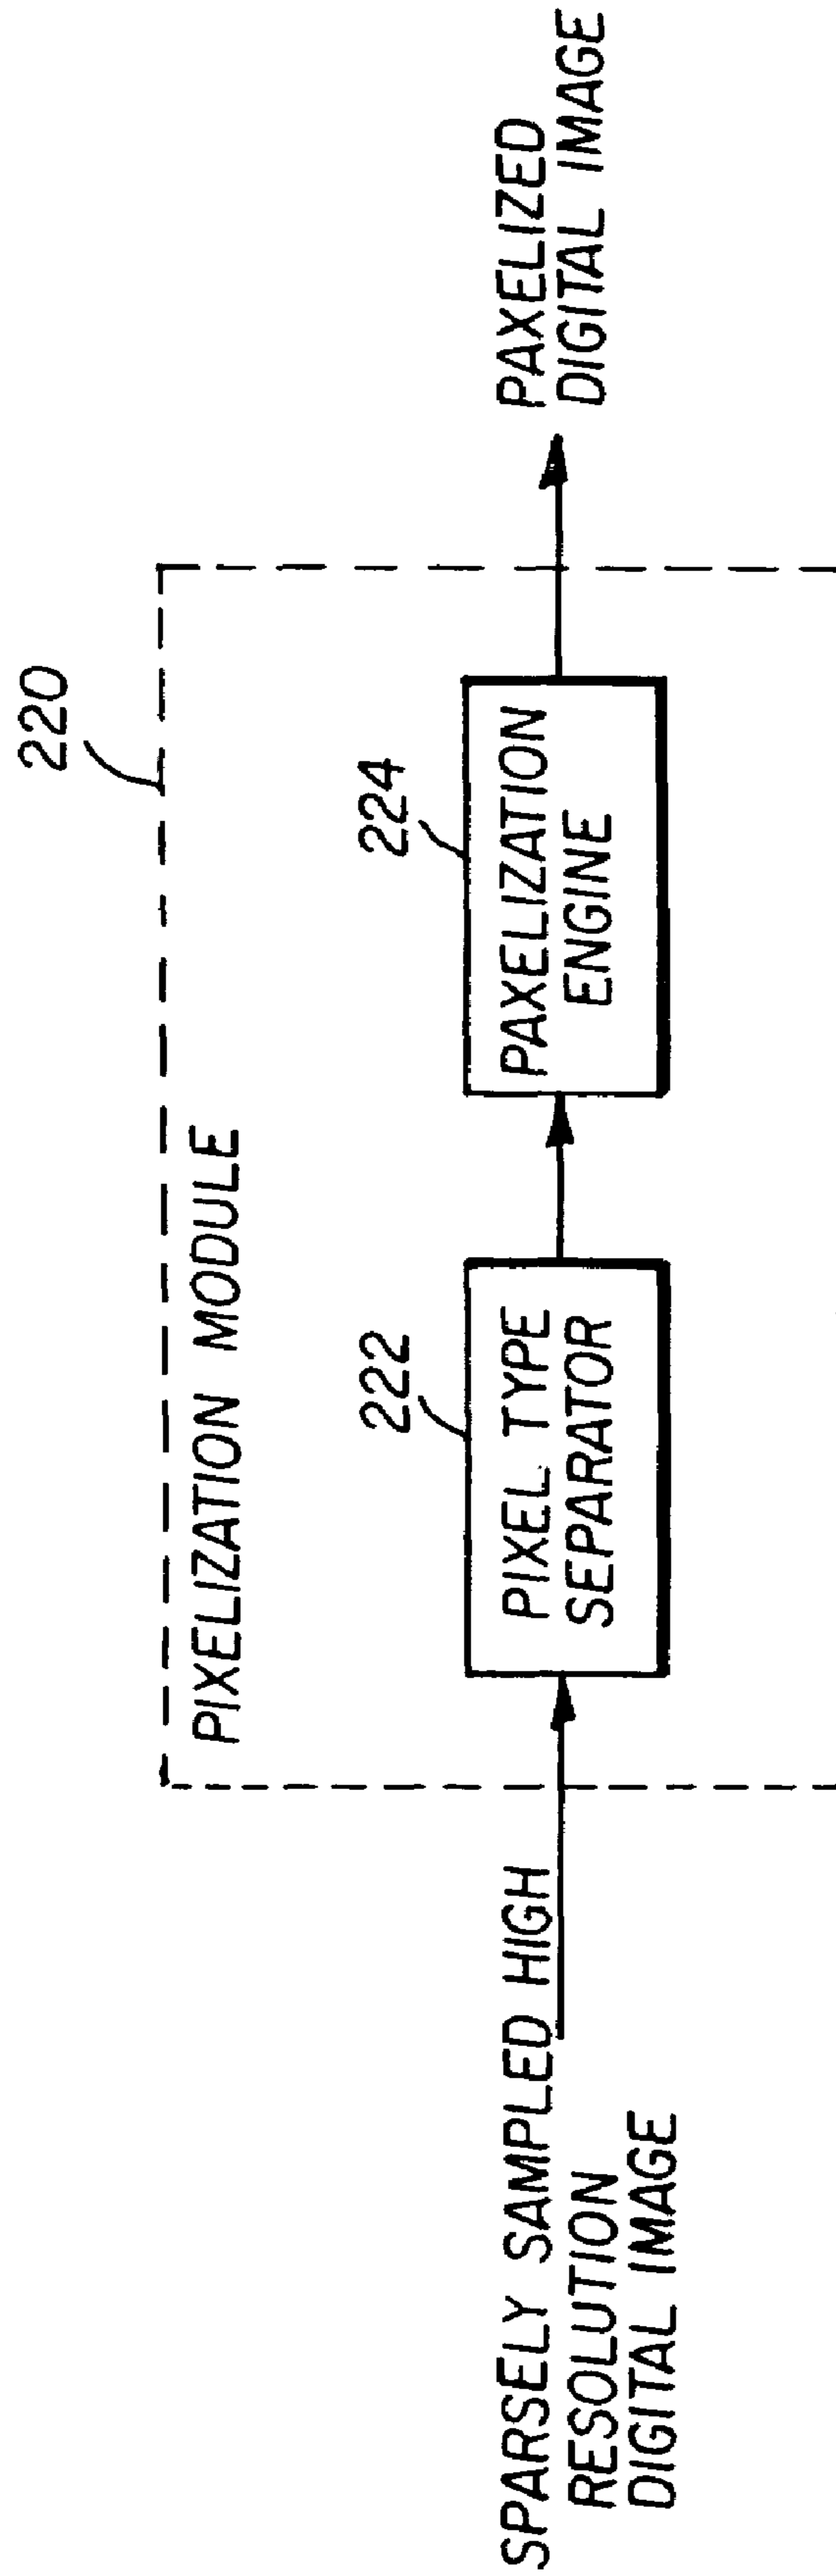 220
PIXELIZATION MODULE
SPARSELY SAMPLED HIGH
RESOLUTION
DIGITAL IMAGE
222
PIXEL TYPE
SEPARATOR
224
PAXELIZATION
ENGINE
PAXELIZED
DIGITAL IMAGE